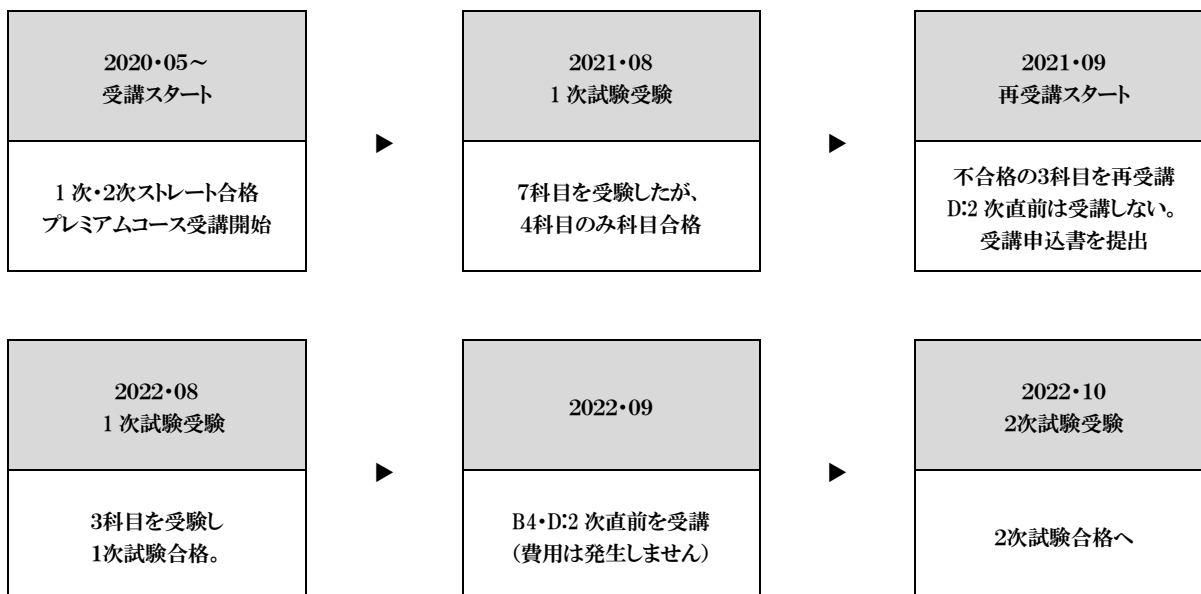 2020・05～
受講スタート
1 次・2次ストレート合格
プレミアムコース受講開始
▶
2021・08
1 次試験受験
7科目を受験したが、
4科目のみ科目合格
▶
2021・09
再受講スタート
不合格の3科目を再受講
D:2 次直前は受講しない。
受講申込書を提出
2022・08
1 次試験受験
3科目を受験し
1次試験合格。
▶
2022・09
B4・D:2 次直前を受講
（費用は発生しません）
▶
2022・10
2次試験受験
2次試験合格へ